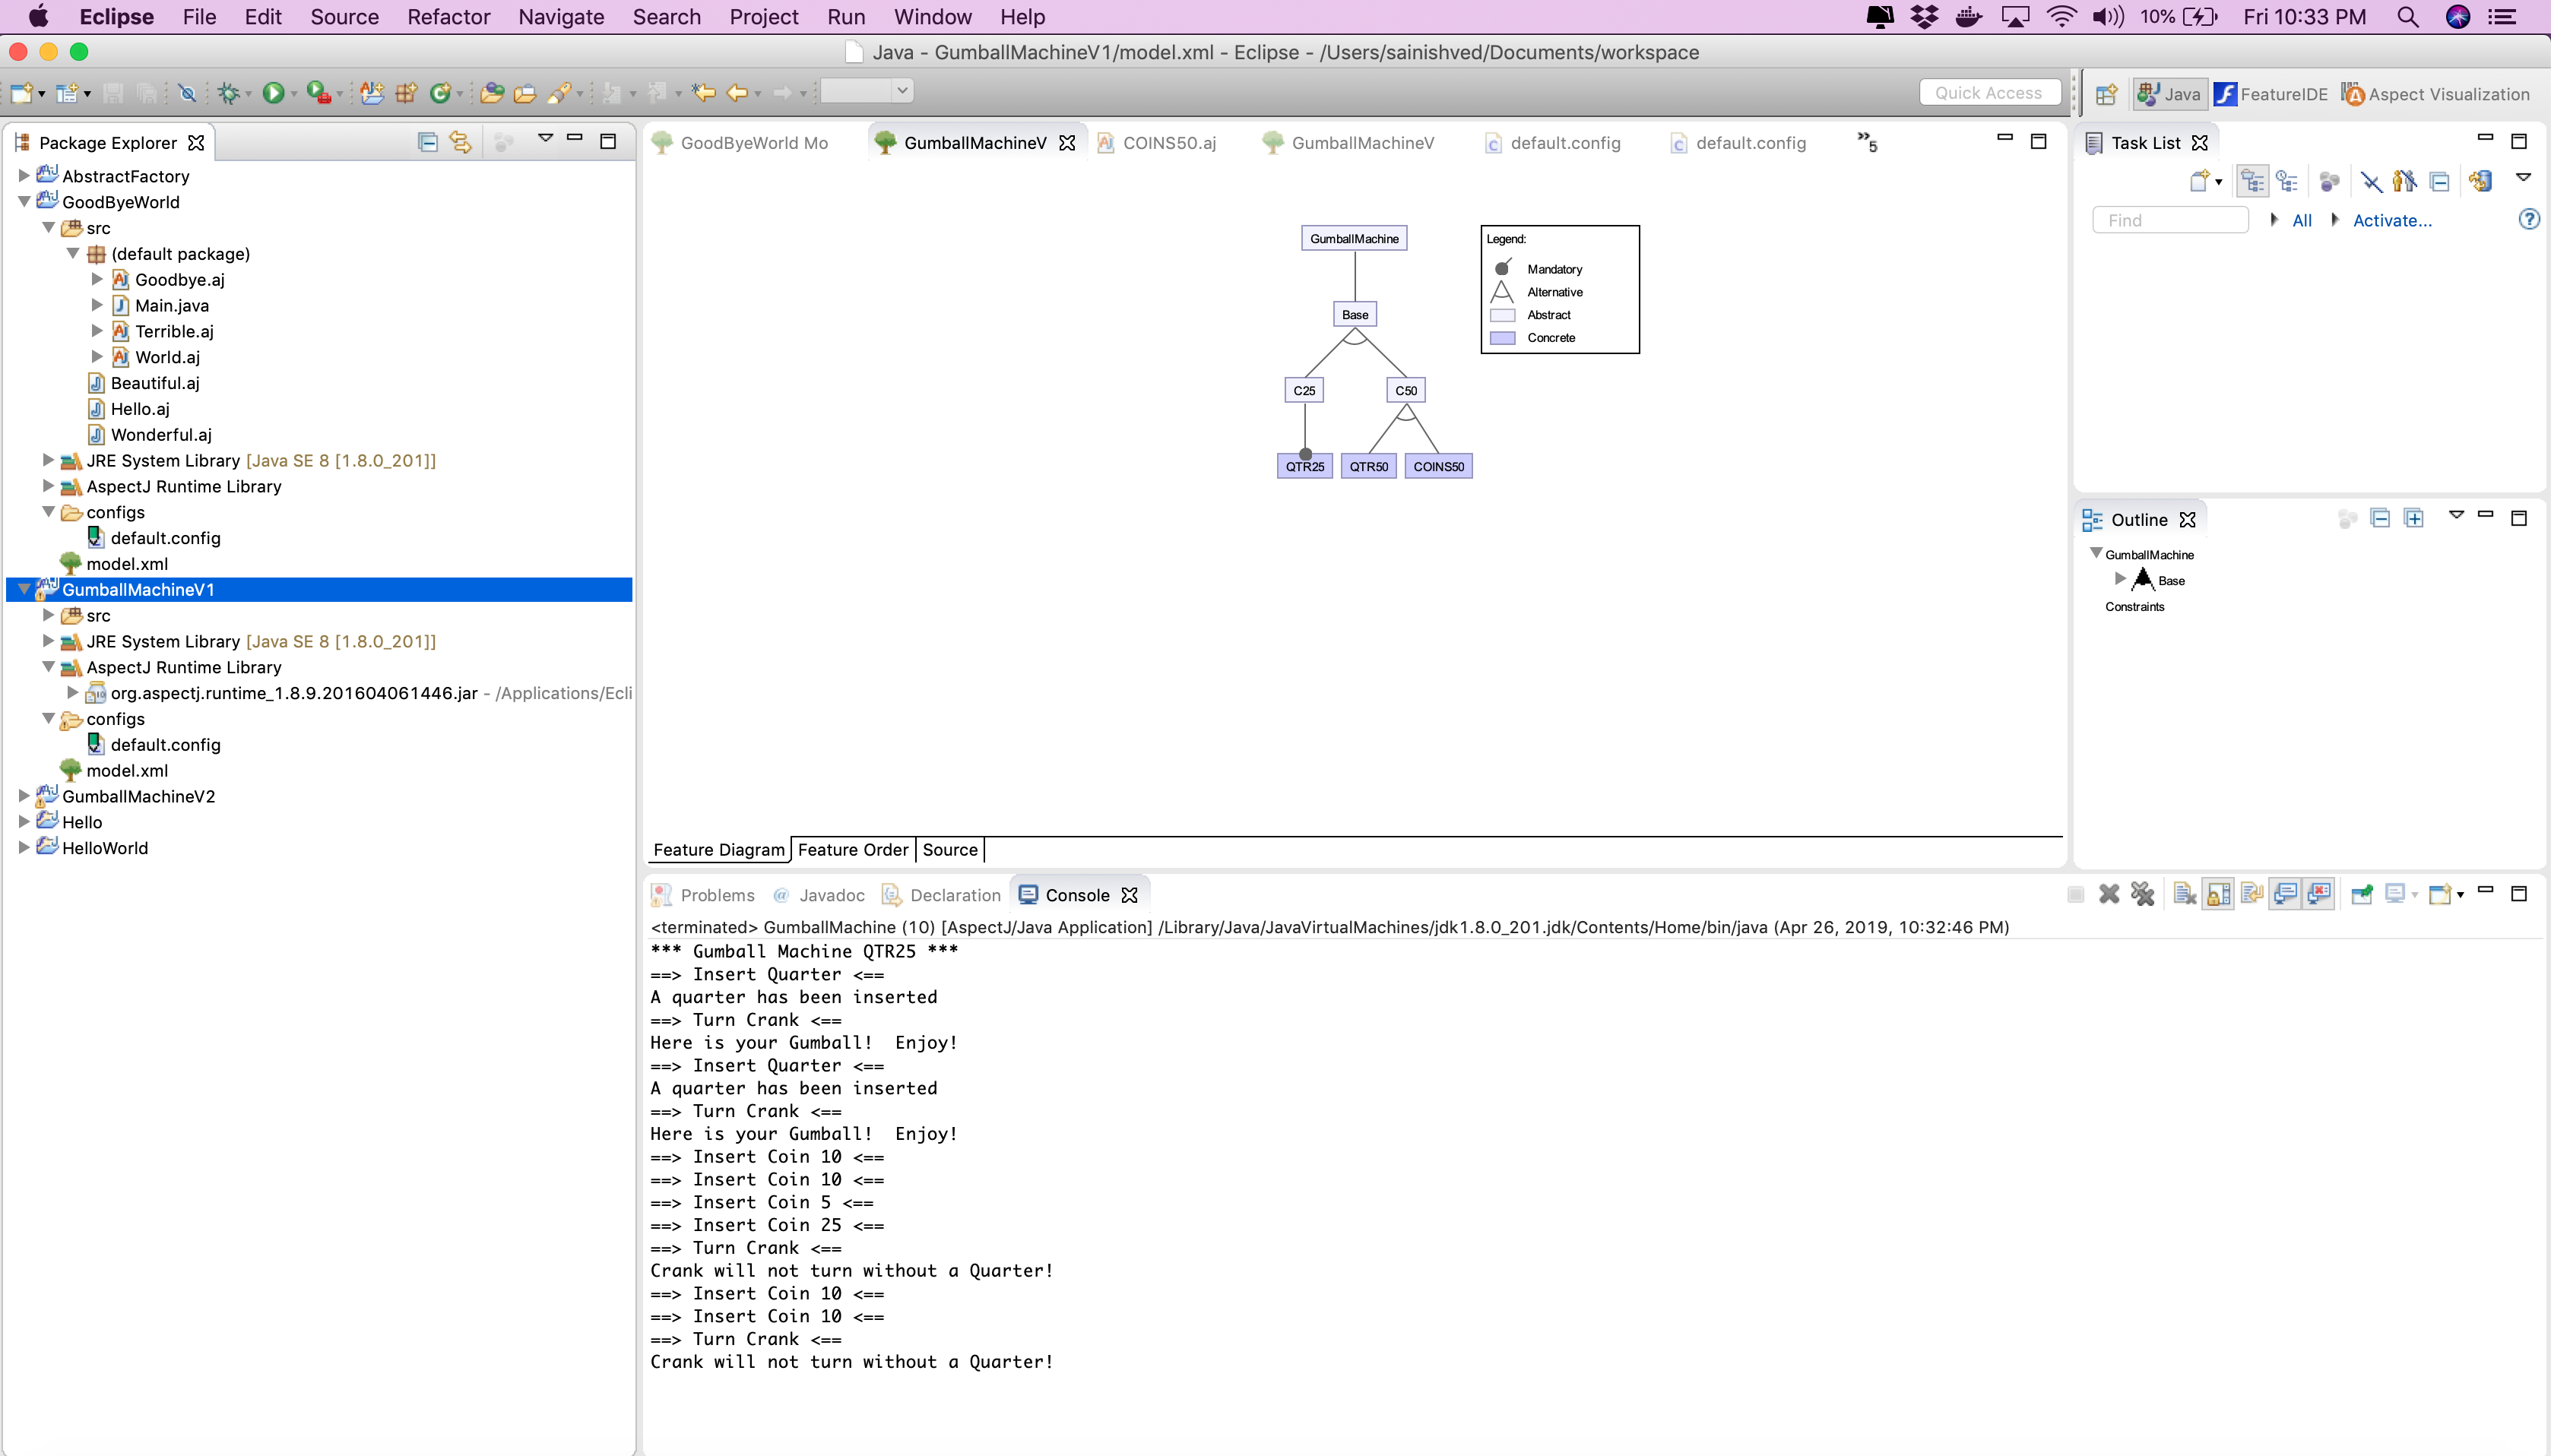 Eclipse File Edit Source Refactor Navigate Search Project Run Window Help 10% Fri 10:33 PM
Java - GumballMachineV1/model.xml - Eclipse - /Users/sainishved/Documents/workspace
Quick Access Java FeatureIDE Aspect Visualization
Package Explorer
AbstractFactory
GoodByeWorld
src
(default package)
Goodbye.aj
Main.java
Terrible.aj
World.aj
Beautiful.aj
Hello.aj
Wonderful.aj
JRE System Library [Java SE 8 [1.8.0_201]]
AspectJ Runtime Library
configs
default.config
model.xml
GumballMachineV1
src
JRE System Library [Java SE 8 [1.8.0_201]]
AspectJ Runtime Library
org.aspectj.runtime_1.8.9.201604061446.jar - /Applications/Ecli
configs
default.config
model.xml
GumballMachineV2
Hello
HelloWorld
GoodByeWorld Mo GumballMachineV COINS50.aj GumballMachineV default.config default.config »5
GumballMachine
Base
C25 C50
QTR25 QTR50 COINS50
Legend:
Mandatory
Alternative
Abstract
Concrete
Feature Diagram Feature Order Source
Task List
Find All Activate...
Outline
GumballMachine
Base
Constraints
Problems Javadoc Declaration Console
<terminated> GumballMachine (10) [AspectJ/Java Application] /Library/Java/JavaVirtualMachines/jdk1.8.0_201.jdk/Contents/Home/bin/java (Apr 26, 2019, 10:32:46 PM)
*** Gumball Machine QTR25 ***
==> Insert Quarter <==
A quarter has been inserted
==> Turn Crank <==
Here is your Gumball!  Enjoy!
==> Insert Quarter <==
A quarter has been inserted
==> Turn Crank <==
Here is your Gumball!  Enjoy!
==> Insert Coin 10 <==
==> Insert Coin 10 <==
==> Insert Coin 5 <==
==> Insert Coin 25 <==
==> Turn Crank <==
Crank will not turn without a Quarter!
==> Insert Coin 10 <==
==> Insert Coin 10 <==
==> Turn Crank <==
Crank will not turn without a Quarter!